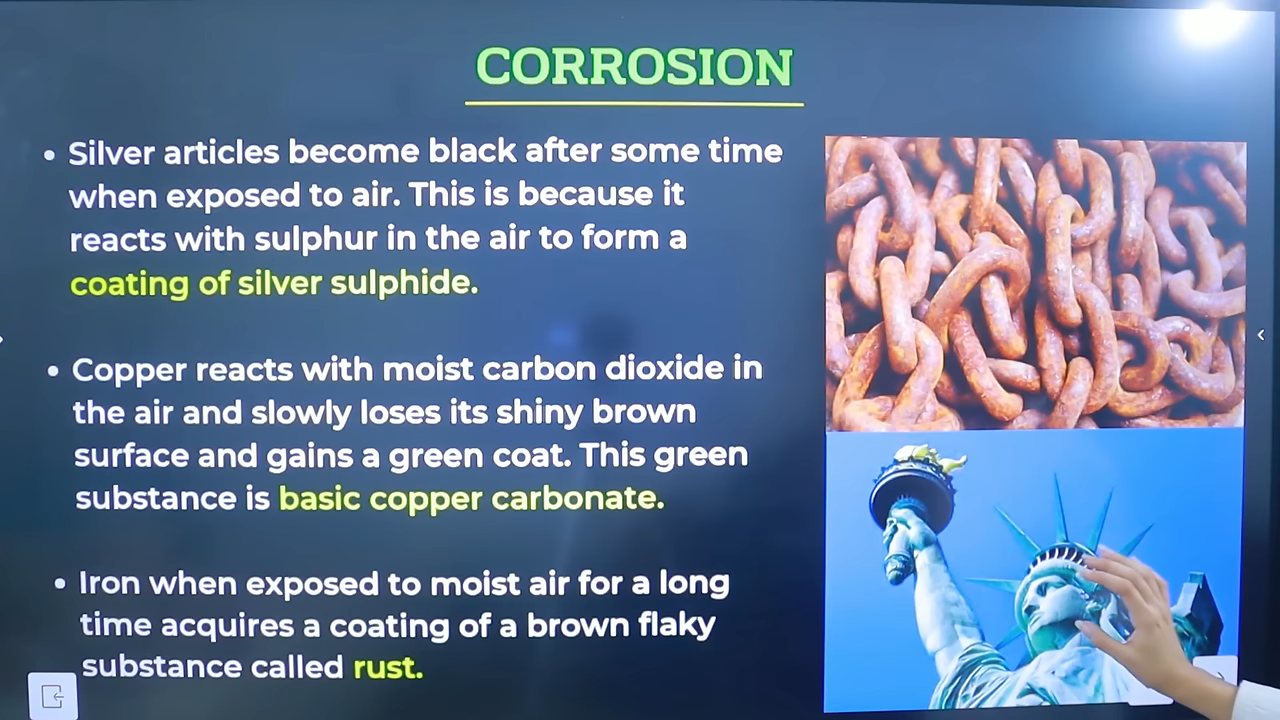 CORROSION
• Silver articles become black after some time
when exposed to air. This is because it
reacts with sulphur in the air to form a
coating of silver sulphide.
• Copper reacts with moist carbon dioxide in
the air and slowly loses its shiny brown
surface and gains a green coat. This green
substance is basic copper carbonate.
• Iron when exposed to moist air for a long
time acquires a coating of a brown flaky
substance called rust.